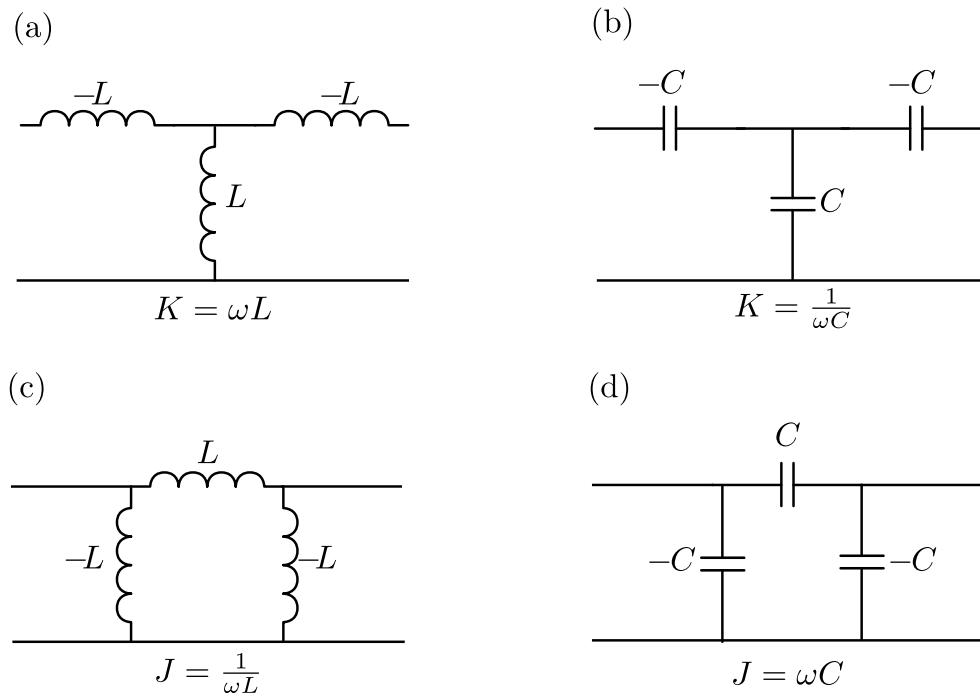 (a)
−L −L
L
K = ωL
(b)
−C −C
C
K = 1/ωC
(c)
L
−L −L
J = 1/ωL
(d)
C
−C −C
J = ωC